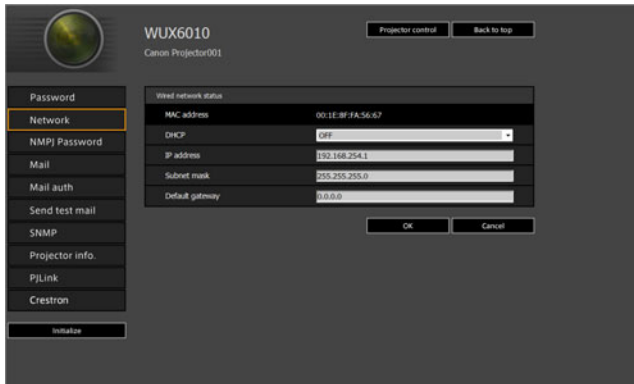 WUX6010
Canon Projector001
Projector control
Back to top
Password
Network
NMPJ Password
Mail
Mail auth
Send test mail
SNMP
Projector info.
PJLink
Crestron
Initialize
Wired network status
MAC address 00:1E:8F:FA:56:67
DHCP OFF
IP address 192.168.254.1
Subnet mask 255.255.255.0
Default gateway 0.0.0.0
OK
Cancel